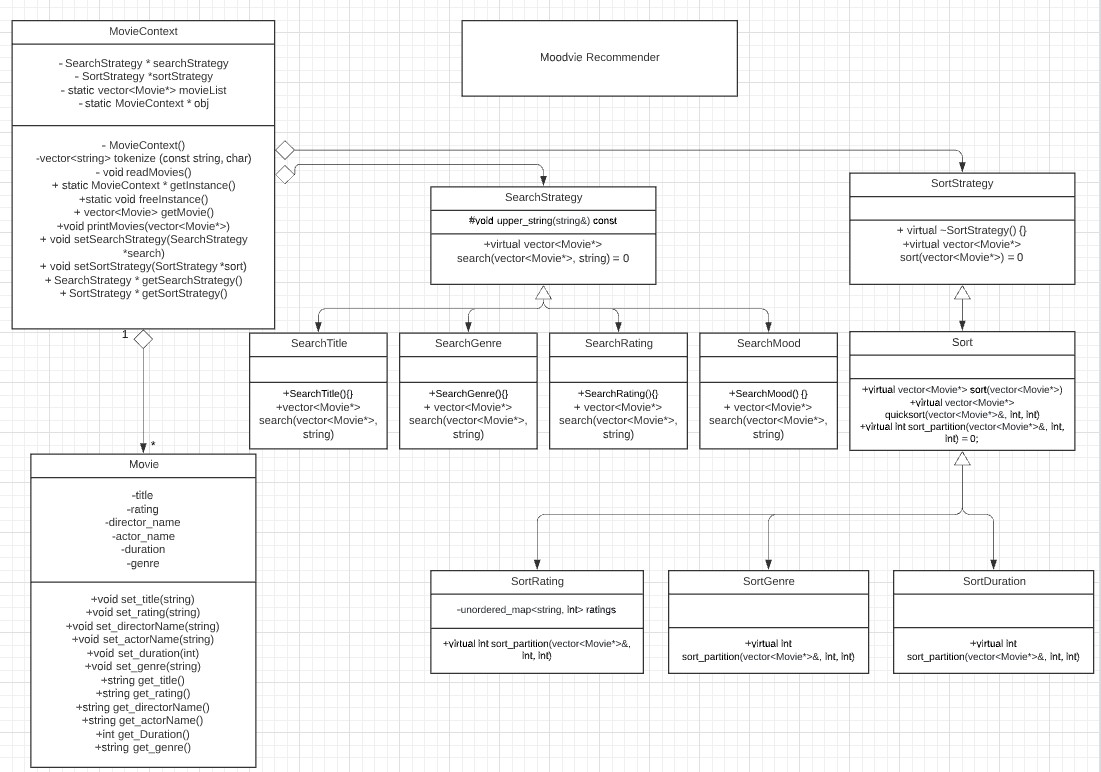 MovieContext
- SearchStrategy * searchStrategy
- SortStrategy *sortStrategy
- static vector<Movie*> movieList
- static MovieContext * obj
- MovieContext()
-vector<string> tokenize (const string, char)
- void readMovies()
+ static MovieContext * getInstance()
+static void freeInstance()
+ vector<Movie> getMovie()
+void printMovies(vector<Movie*>)
+ void setSearchStrategy(SearchStrategy
*search)
+ void setSortStrategy(SortStrategy *sort)
+ SearchStrategy * getSearchStrategy()
+ SortStrategy * getSortStrategy()
Moodvie Recommender
SearchStrategy
#void upper_string(string&) const
+virtual vector<Movie*>
search(vector<Movie*>, string) = 0
SortStrategy
+ virtual ~SortStrategy() {}
+virtual vector<Movie*>
sort(vector<Movie*>) = 0
1
*
SearchTitle
+SearchTitle(){}
+vector<Movie*>
search(vector<Movie*>,
string)
SearchGenre
+SearchGenre(){}
+ vector<Movie*>
search(vector<Movie*>,
string)
SearchRating
+SearchRating(){}
+ vector<Movie*>
search(vector<Movie*>,
string)
SearchMood
+SearchMood() {}
+ vector<Movie*>
search(vector<Movie*>,
string)
Sort
+virtual vector<Movie*> sort(vector<Movie*>)
+virtual vector<Movie*>
quicksort(vector<Movie*>&, int, int)
+virtual int sort_partition(vector<Movie*>&, int,
int) = 0;
Movie
-title
-rating
-director_name
-actor_name
-duration
-genre
+void set_title(string)
+void set_rating(string)
+void set_directorName(string)
+void set_actorName(string)
+void set_duration(int)
+void set_genre(string)
+string get_title()
+string get_rating()
+string get_directorName()
+string get_actorName()
+int get_Duration()
+string get_genre()
SortRating
-unordered_map<string, int> ratings
+virtual int sort_partition(vector<Movie*>&,
int, int)
SortGenre
+virtual int
sort_partition(vector<Movie*>&, int, int)
SortDuration
+virtual int
sort_partition(vector<Movie*>&, int, int)